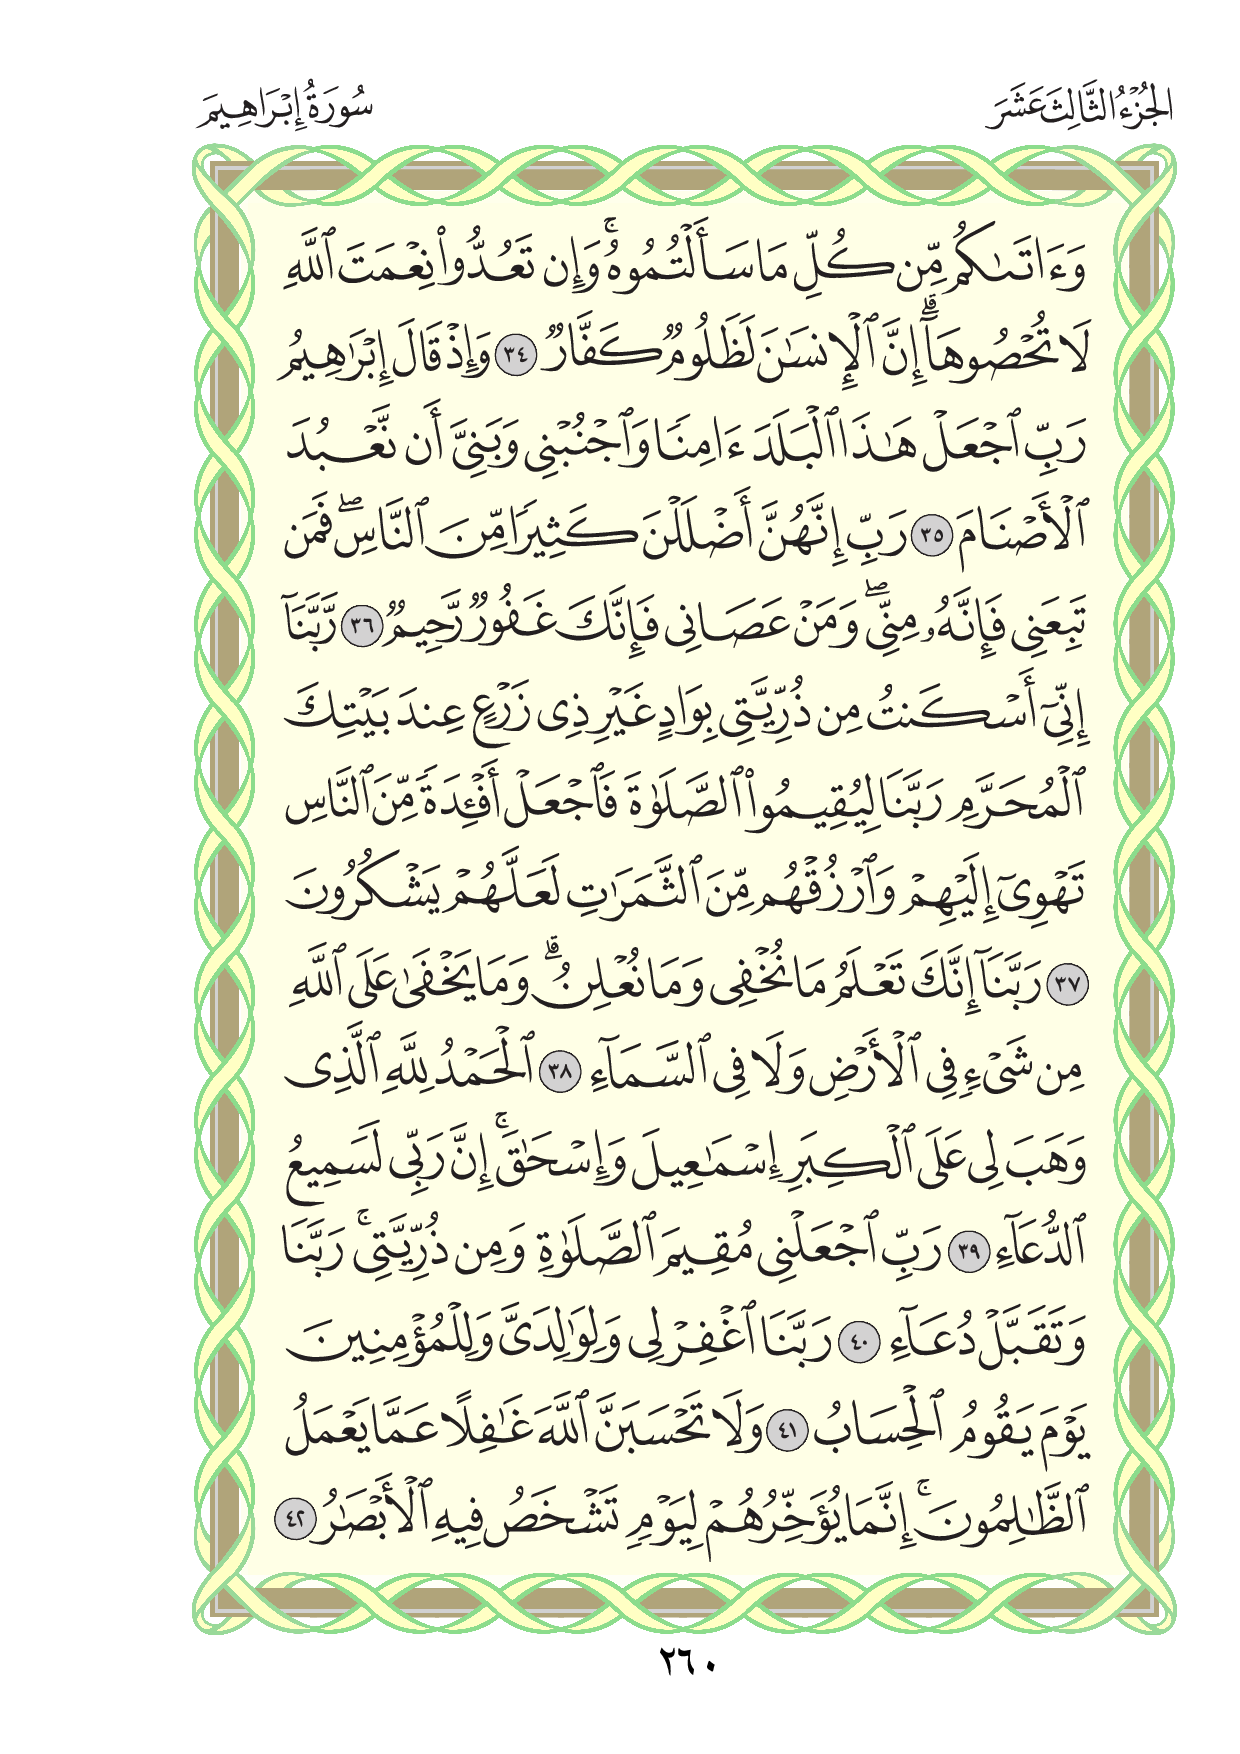 الجُزْءُ الثَّالِثَ عَشَرَ
سُورَةُ إِبْرَاهِيمَ
وَءَاتَىٰكُم مِّن كُلِّ مَا سَأَلْتُمُوهُۚ وَإِن تَعُدُّواْ نِعْمَتَ ٱللَّهِ
لَا تُحْصُوهَآۗ إِنَّ ٱلْإِنسَٰنَ لَظَلُومٌ كَفَّارٌ ٣٤ وَإِذْ قَالَ إِبْرَٰهِيمُ
رَبِّ ٱجْعَلْ هَٰذَا ٱلْبَلَدَ ءَامِنًا وَٱجْنُبْنِى وَبَنِىَّ أَن نَّعْبُدَ
ٱلْأَصْنَامَ ٣٥ رَبِّ إِنَّهُنَّ أَضْلَلْنَ كَثِيرًا مِّنَ ٱلنَّاسِۖ فَمَن
تَبِعَنِى فَإِنَّهُۥ مِنِّىۖ وَمَنْ عَصَانِى فَإِنَّكَ غَفُورٌ رَّحِيمٌ ٣٦ رَّبَّنَآ
إِنِّىٓ أَسْكَنتُ مِن ذُرِّيَّتِى بِوَادٍ غَيْرِ ذِى زَرْعٍ عِندَ بَيْتِكَ
ٱلْمُحَرَّمِ رَبَّنَا لِيُقِيمُواْ ٱلصَّلَوٰةَ فَٱجْعَلْ أَفْـِٔدَةً مِّنَ ٱلنَّاسِ
تَهْوِىٓ إِلَيْهِمْ وَٱرْزُقْهُم مِّنَ ٱلثَّمَرَٰتِ لَعَلَّهُمْ يَشْكُرُونَ
٣٧ رَبَّنَآ إِنَّكَ تَعْلَمُ مَا نُخْفِى وَمَا نُعْلِنُۗ وَمَا يَخْفَىٰ عَلَى ٱللَّهِ
مِن شَىْءٍ فِى ٱلْأَرْضِ وَلَا فِى ٱلسَّمَآءِ ٣٨ ٱلْحَمْدُ لِلَّهِ ٱلَّذِى
وَهَبَ لِى عَلَى ٱلْكِبَرِ إِسْمَٰعِيلَ وَإِسْحَٰقَۚ إِنَّ رَبِّى لَسَمِيعُ
ٱلدُّعَآءِ ٣٩ رَبِّ ٱجْعَلْنِى مُقِيمَ ٱلصَّلَوٰةِ وَمِن ذُرِّيَّتِىۚ رَبَّنَا
وَتَقَبَّلْ دُعَآءِ ٤٠ رَبَّنَا ٱغْفِرْ لِى وَلِوَٰلِدَىَّ وَلِلْمُؤْمِنِينَ
يَوْمَ يَقُومُ ٱلْحِسَابُ ٤١ وَلَا تَحْسَبَنَّ ٱللَّهَ غَٰفِلًا عَمَّا يَعْمَلُ
ٱلظَّٰلِمُونَۚ إِنَّمَا يُؤَخِّرُهُمْ لِيَوْمٍ تَشْخَصُ فِيهِ ٱلْأَبْصَٰرُ ٤٢
٢٦٠